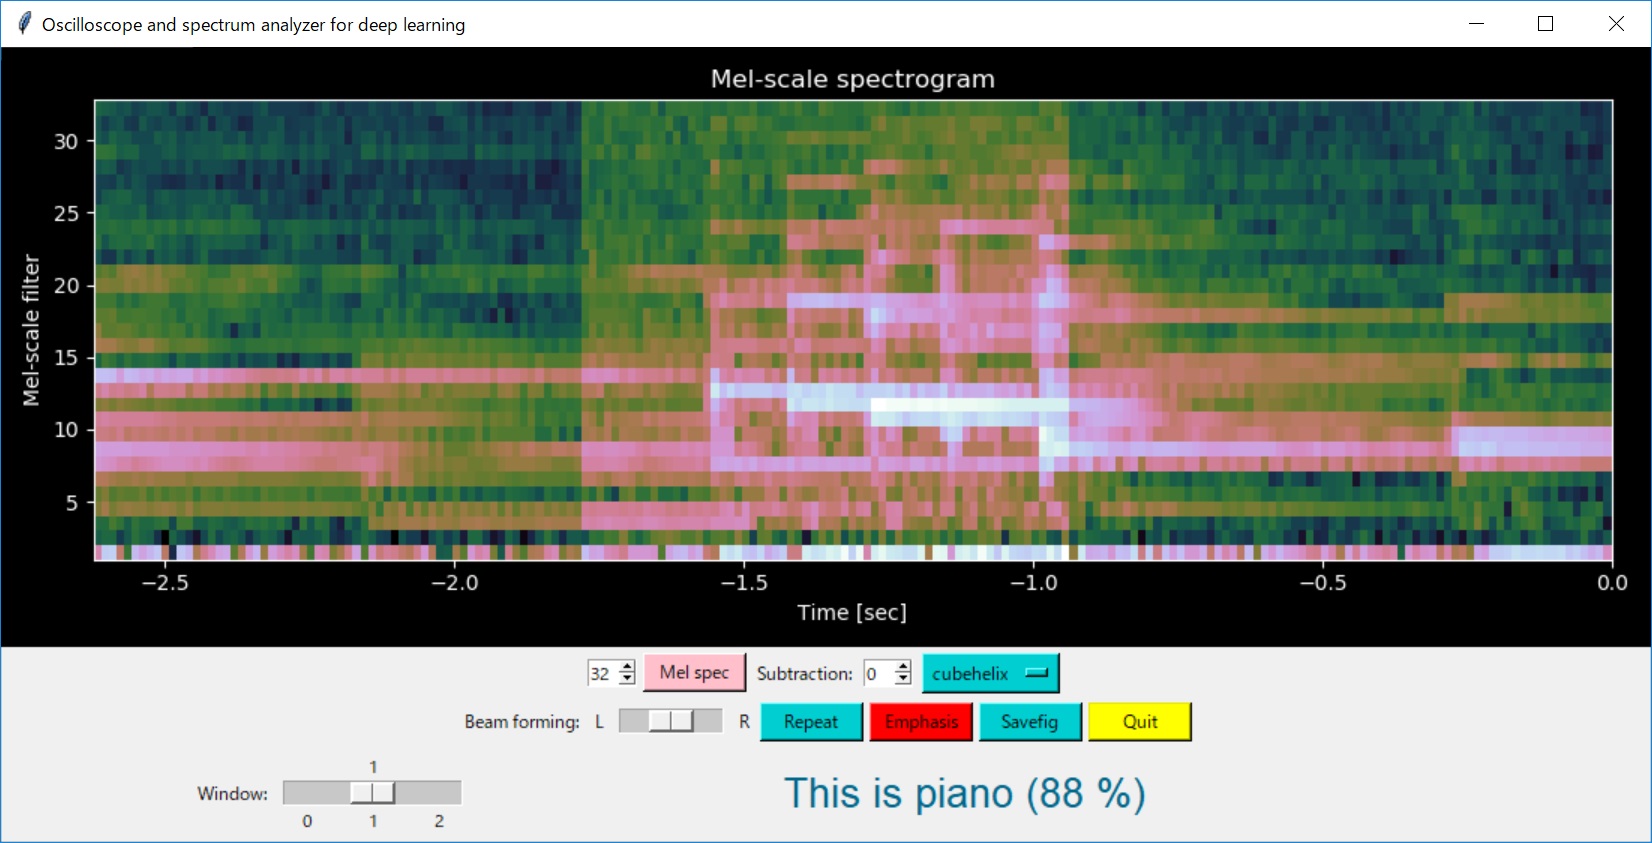 Oscilloscope and spectrum analyzer for deep learning
Mel-scale spectrogram
Mel-scale filter
30
25
20
15
10
5
−2.5 −2.0 −1.5 −1.0 −0.5 0.0
Time [sec]
32 Mel spec Subtraction: 0 cubehelix
Beam forming: L R Repeat Emphasis Savefig Quit
1
Window:
0 1 2
This is piano (88 %)